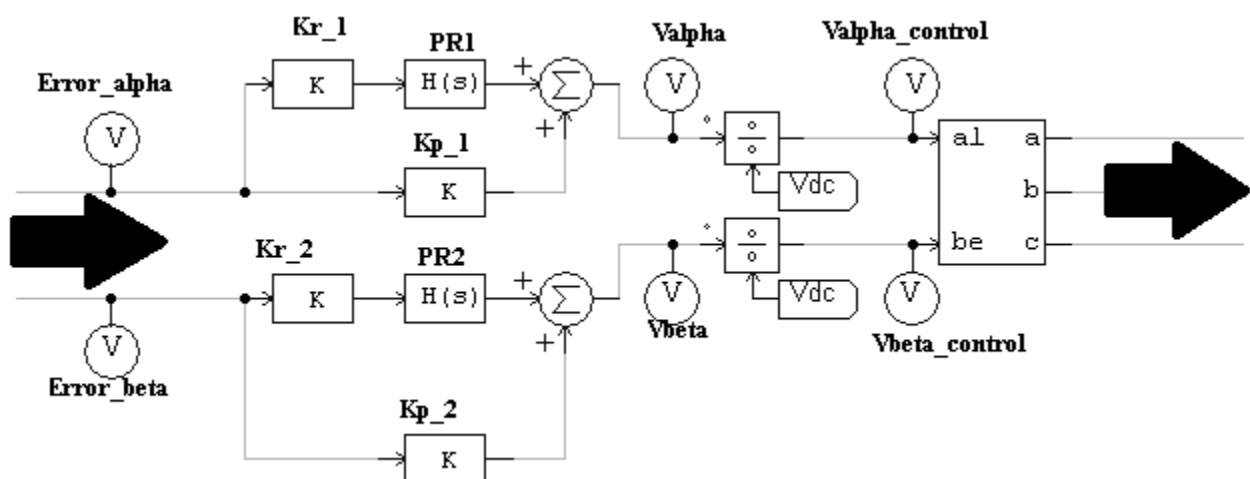 Kr_1
PR1
Valpha
Valpha_control
Error_alpha
V
K
H(s)
+
Σ
V
V
+
÷
al
a
Kp_1
K
Vdc
b
Kr_2
PR2
÷
be
c
K
H(s)
+
Σ
Vdc
V
V
V
+
Vbeta
Vbeta_control
Error_beta
Kp_2
K